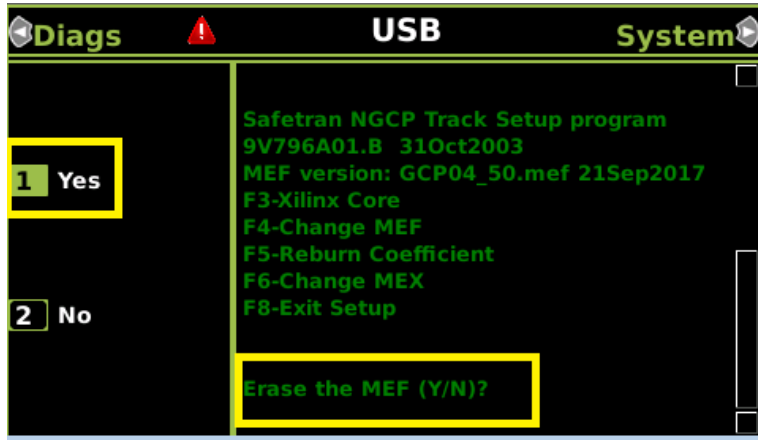 Diags
USB
System
1 Yes
2 No
Safetran NGCP Track Setup program
9V796A01.B 31Oct2003
MEF version: GCP04_50.mef 21Sep2017
F3-Xilinx Core
F4-Change MEF
F5-Reburn Coefficient
F6-Change MEX
F8-Exit Setup
Erase the MEF (Y/N)?